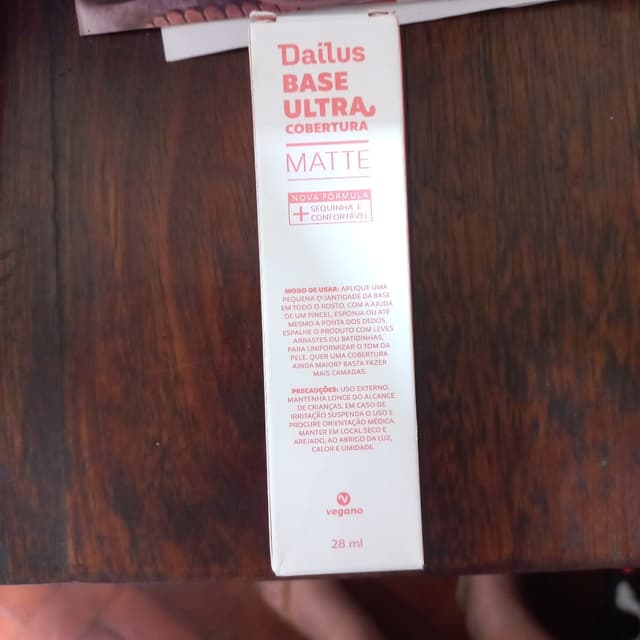 Dailus
BASE
ULTRA
COBERTURA
MATTE
NOVA FÓRMULA
+ SEQUINHA E
CONFORTÁVEL
MODO DE USAR: APLIQUE UMA
PEQUENA QUANTIDADE DA BASE
EM TODO O ROSTO, COM A AJUDA
DE UM PINCEL, ESPONJA OU ATÉ
MESMO A PONTA DOS DEDOS,
ESPALHE O PRODUTO COM LEVES
ARRASTES OU BATIDINHAS,
PARA UNIFORMIZAR O TOM DA
PELE. QUER UMA COBERTURA
AINDA MAIOR? BASTA FAZER
MAIS CAMADAS.
PRECAUÇÕES: USO EXTERNO.
MANTENHA LONGE DO ALCANCE
DE CRIANÇAS. EM CASO DE
IRRITAÇÃO SUSPENDA O USO E
PROCURE ORIENTAÇÃO MÉDICA.
MANTER EM LOCAL SECO E
AREJADO, AO ABRIGO DA LUZ,
CALOR E UMIDADE.
vegano
28 ml